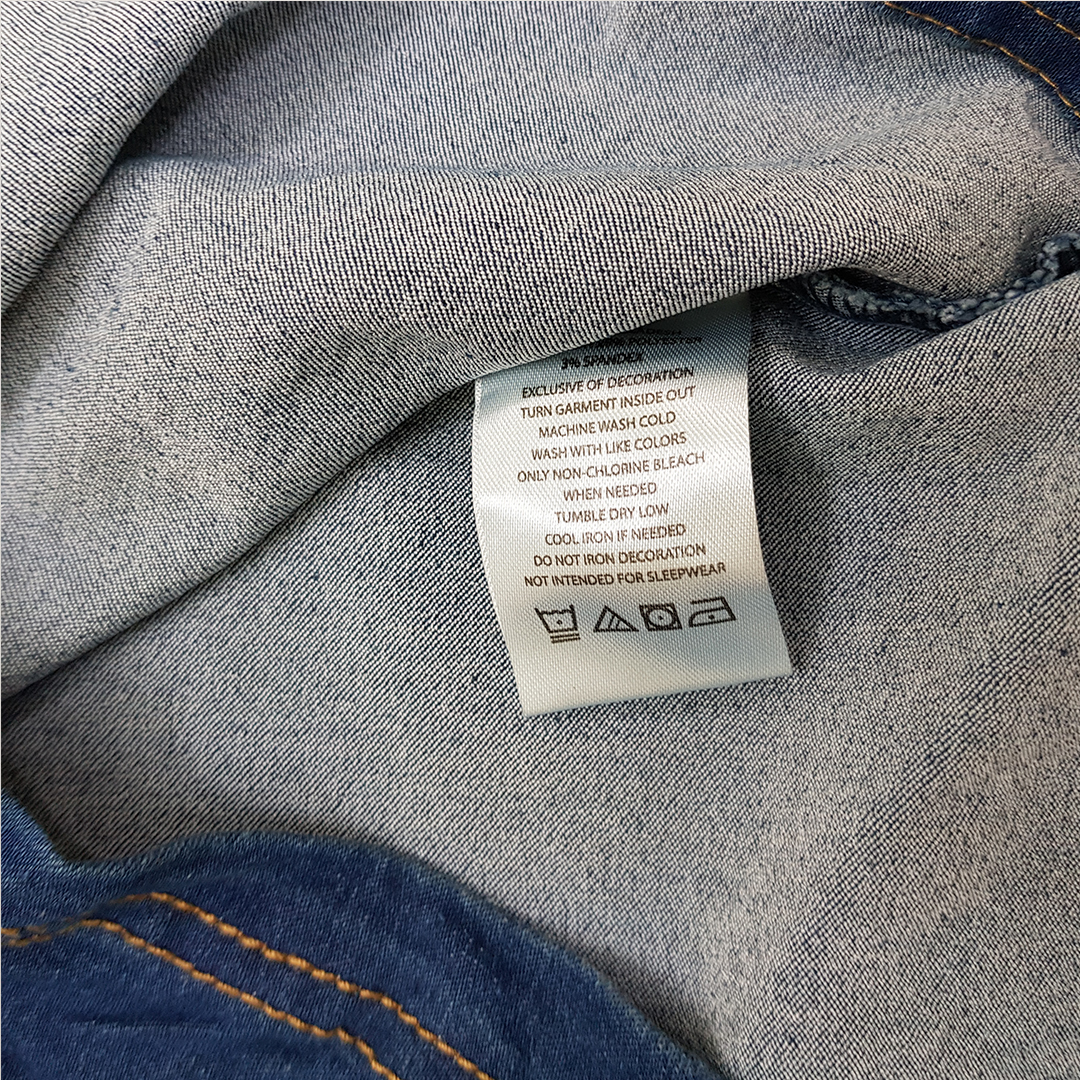 POLYESTER
3% SPANDEX
EXCLUSIVE OF DECORATION
TURN GARMENT INSIDE OUT
MACHINE WASH COLD
WASH WITH LIKE COLORS
ONLY NON-CHLORINE BLEACH
WHEN NEEDED
TUMBLE DRY LOW
COOL IRON IF NEEDED
DO NOT IRON DECORATION
NOT INTENDED FOR SLEEPWEAR